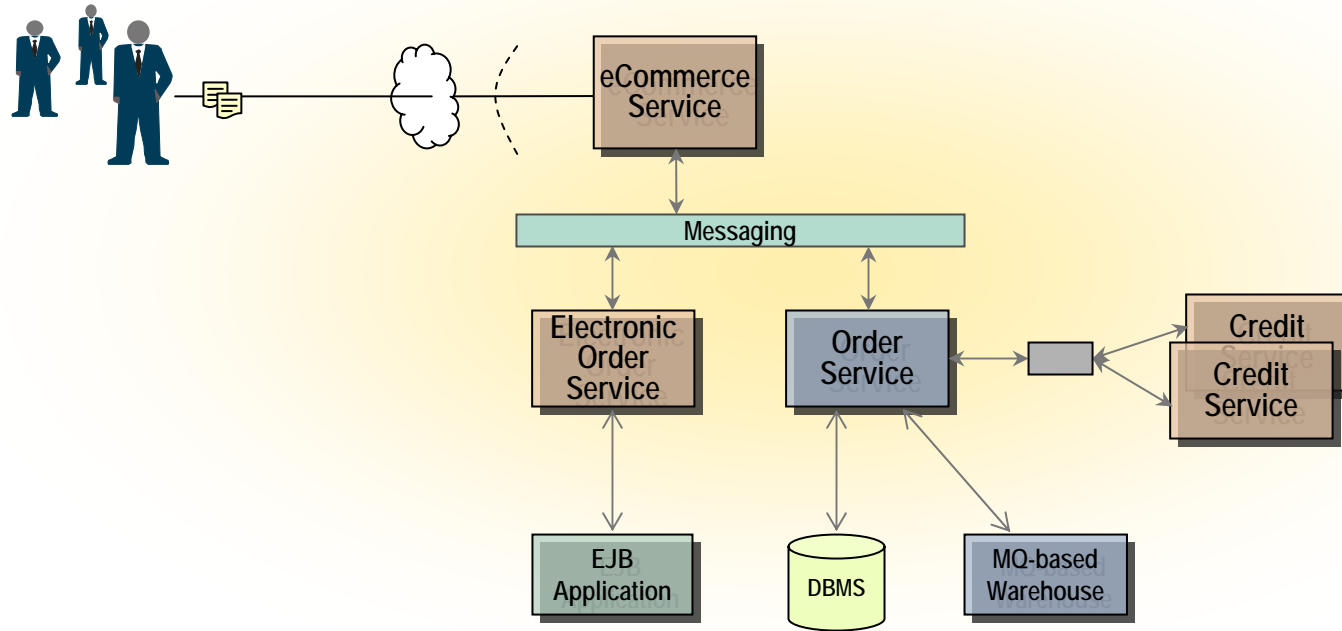 eCommerce
Service
Messaging
Electronic
Order
Service
Order
Service
Credit
Service
Credit
Service
EJB
Application
DBMS
MQ-based
Warehouse